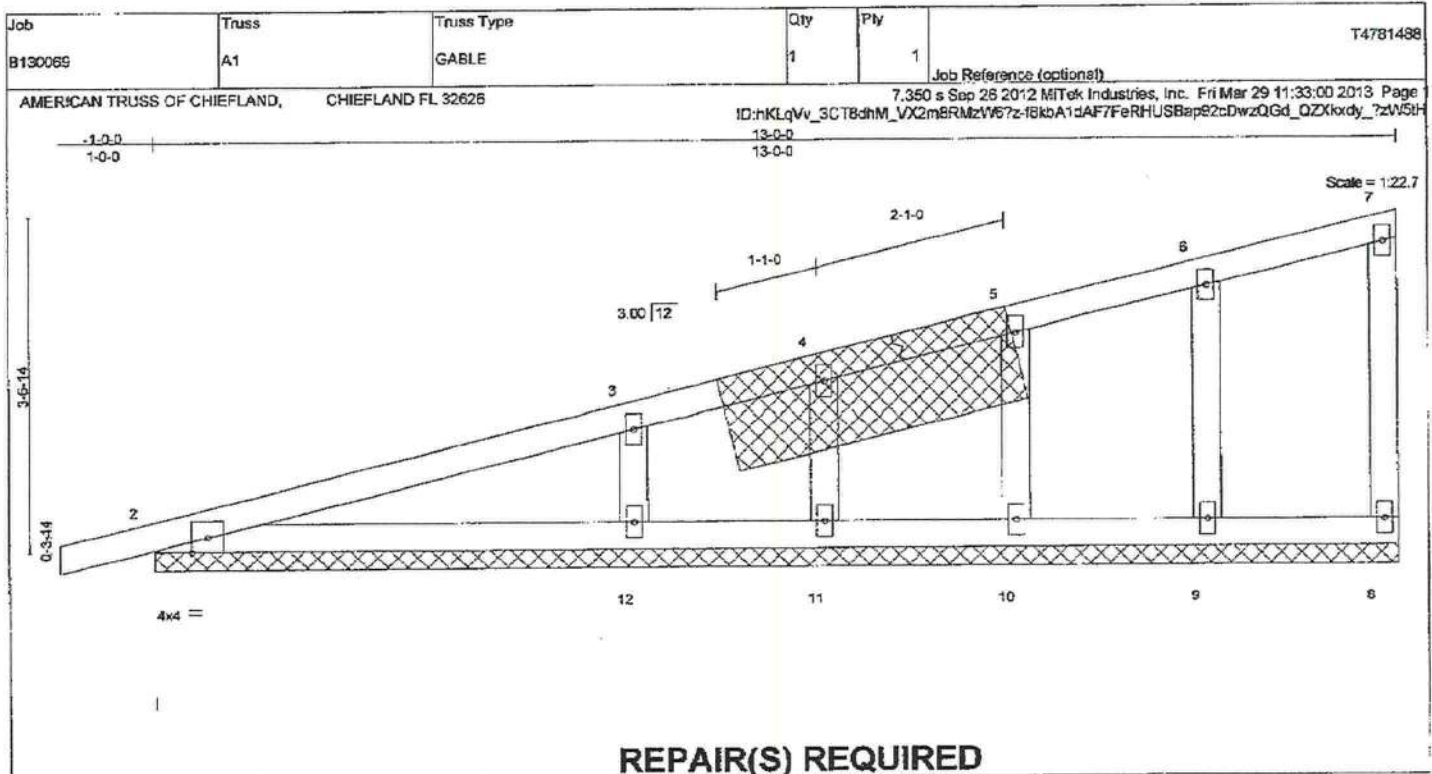 Job Truss Truss Type Qty Ply
T4781488
B130069 A1 GABLE 1 1
Job Reference (optional)
AMERICAN TRUSS OF CHIEFLAND, CHIEFLAND FL 32626
7.350 s Sep 26 2012 MiTek Industries, Inc. Fri Mar 29 11:33:00 2013 Page 1
-1-0-0 13-0-0
1-0-0 13-0-0
Scale = 1:22.7
7
2-1-0
6
1-1-0
5
3.00 12
4
3
3-6-14
2
0-3-14
12 11 10 9 8
4x4 =
REPAIR(S) REQUIRED